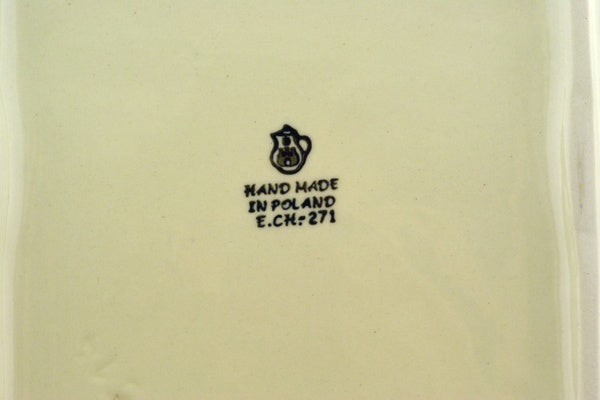 HAND MADE
IN POLAND
E.CH.-271